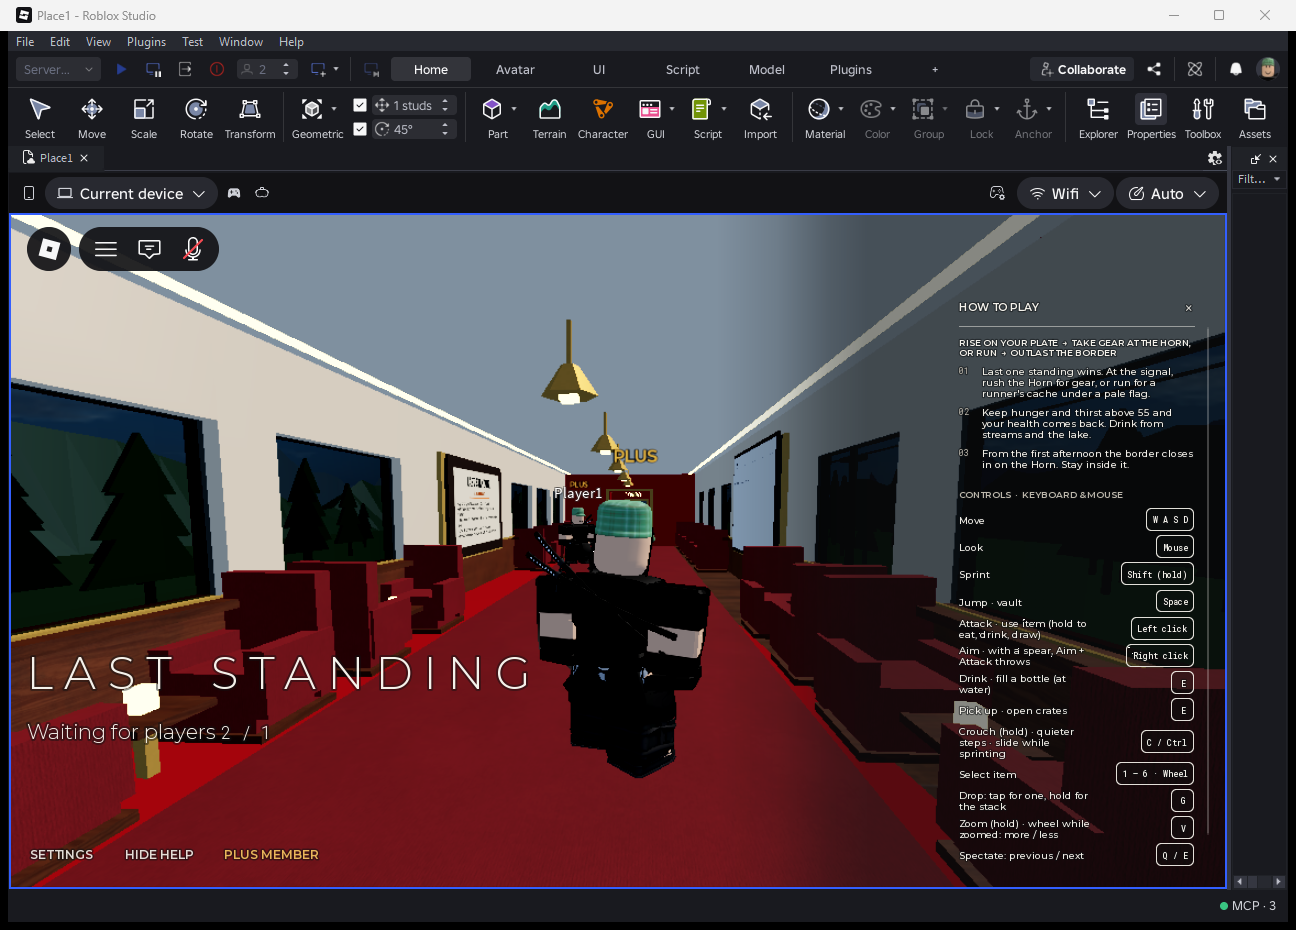 Place1 - Roblox Studio
File Edit View Plugins Test Window Help
Server... 2 Home Avatar UI Script Model Plugins + Collaborate
1 studs
45°
Select Move Scale Rotate Transform Geometric Part Terrain Character GUI Script Import Material Color Group Lock Anchor Explorer Properties Toolbox Assets
Place1
Filt...
Current device Wifi Auto
HOW TO PLAY ×
RISE ON YOUR PLATE → TAKE GEAR AT THE HORN,
OR RUN → OUTLAST THE BORDER
01 Last one standing wins. At the signal,
rush the Horn for gear, or run for a
runner's cache under a pale flag.
02 Keep hunger and thirst above 55 and
your health comes back. Drink from
streams and the lake.
03 From the first afternoon the border closes
in on the Horn. Stay inside it.
CONTROLS · KEYBOARD & MOUSE
Move W A S D
Look Mouse
Sprint Shift (hold)
Jump · vault Space
Attack · use item (hold to
eat, drink, draw) Left click
Aim · with a spear, Aim +
Attack throws Right click
Drink · fill a bottle (at
water) E
Pick up · open crates E
Crouch (hold) · quieter
steps · slide while
sprinting C / Ctrl
Select item 1 – 6 · Wheel
Drop: tap for one, hold for
the stack G
Zoom (hold) · wheel while
zoomed: more / less V
Spectate: previous / next Q / E
PLUS
PLUS
Player1
LAST STANDING
Waiting for players 2 / 1
SETTINGS HIDE HELP PLUS MEMBER
MCP · 3